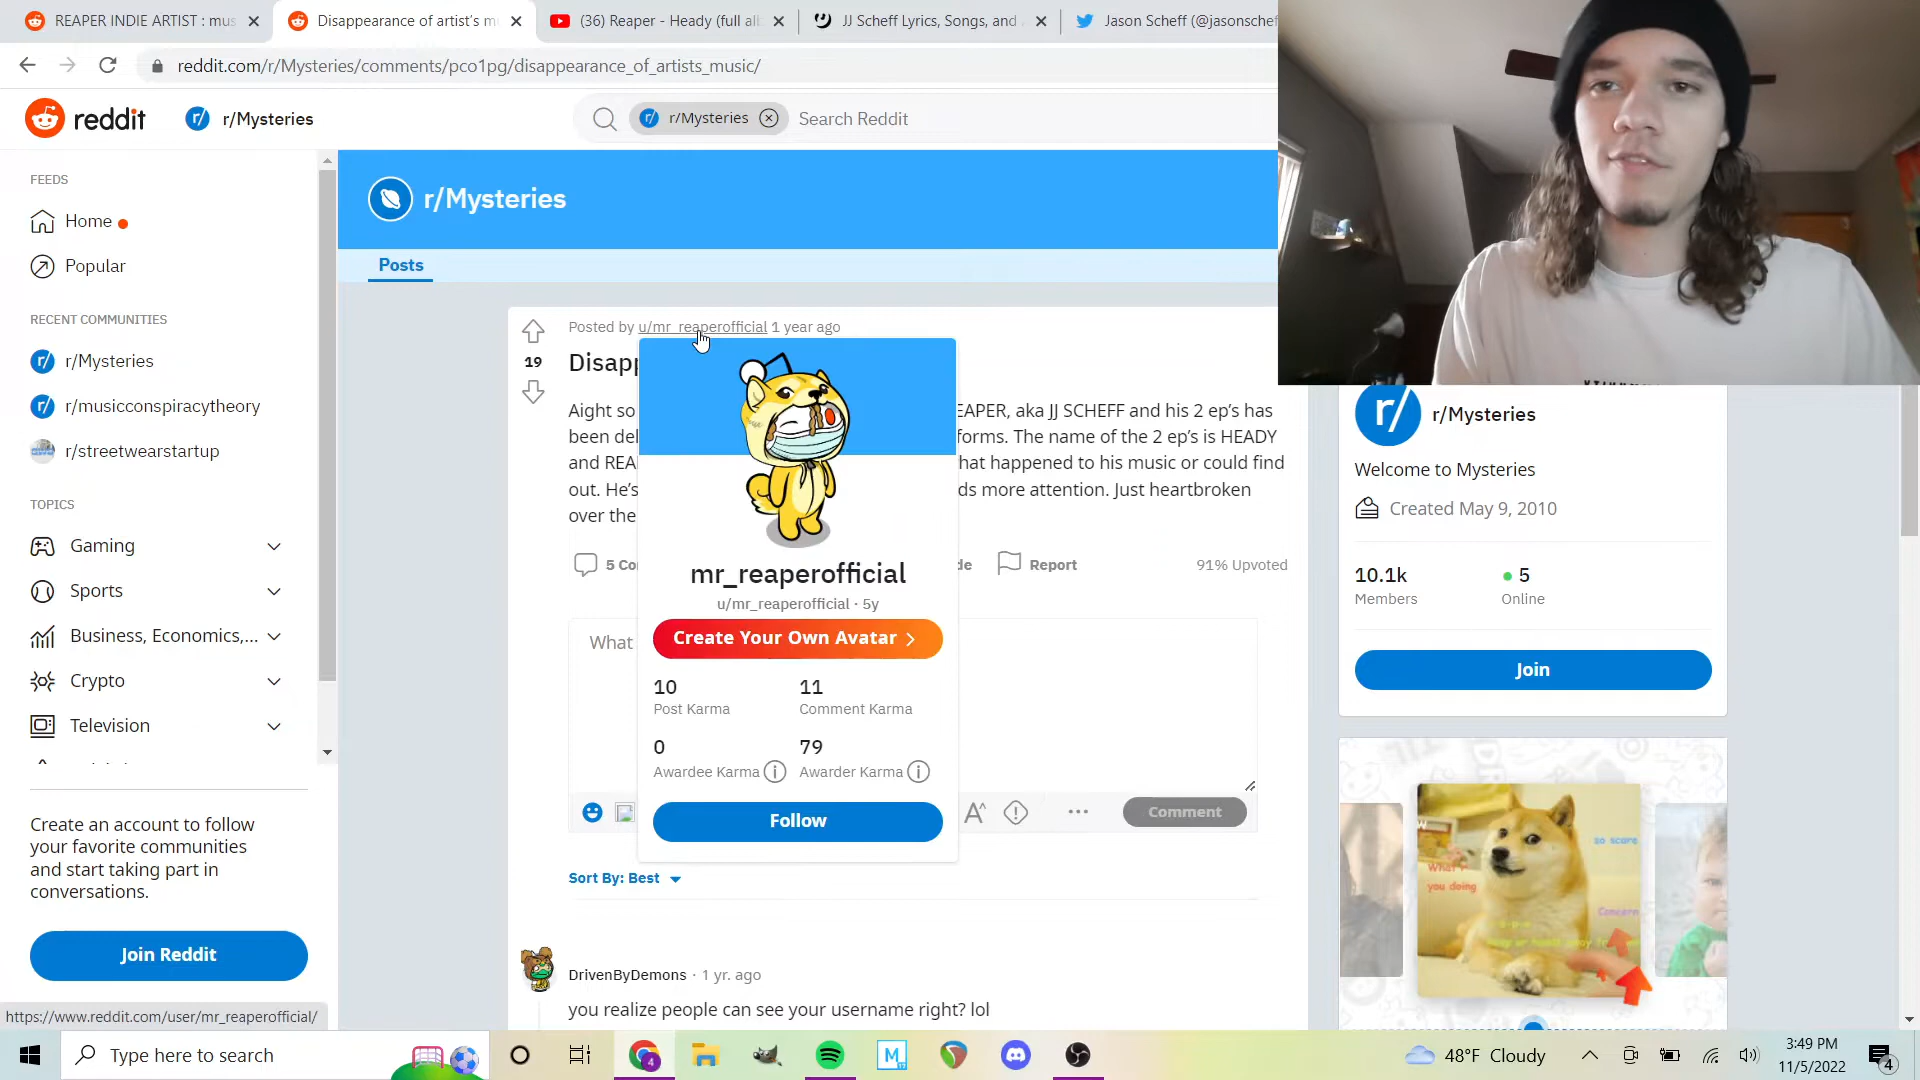 REAPER INDIE ARTIST : mus
Disappearance of artist's m
(36) Reaper - Heady (full al
JJ Scheff Lyrics, Songs, and
Jason Scheff (@jasonschef
reddit.com/r/Mysteries/comments/pco1pg/disappearance_of_artists_music/
reddit
r/Mysteries
r/Mysteries
Search Reddit
FEEDS
Home
Popular
RECENT COMMUNITIES
r/Mysteries
r/musicconspiracytheory
r/streetwearstartup
TOPICS
Gaming
Sports
Business, Economics,...
Crypto
Television
Create an account to follow
your favorite communities
and start taking part in
conversations.
Join Reddit
https://www.reddit.com/user/mr_reaperofficial/
r/Mysteries
Posts
Posted by u/mr_reaperofficial 1 year ago
19
Disap
Aight so
EAPER, aka JJ SCHEFF and his 2 ep's has
been del
forms. The name of the 2 ep's is HEADY
and REA
hat happened to his music or could find
out. He's
ds more attention. Just heartbroken
over the
5 Co
de
Report
91% Upvoted
What
mr_reaperofficial
u/mr_reaperofficial · 5y
Create Your Own Avatar
10
11
Post Karma
Comment Karma
0
79
Awardee Karma
Awarder Karma
Follow
Comment
Sort By: Best
DrivenByDemons · 1 yr. ago
you realize people can see your username right? lol
r/Mysteries
Welcome to Mysteries
Created May 9, 2010
10.1k
5
Members
Online
Join
so scare
What
you doing
Concern
Type here to search
4
M
48°F Cloudy
3:49 PM
11/5/2022
4